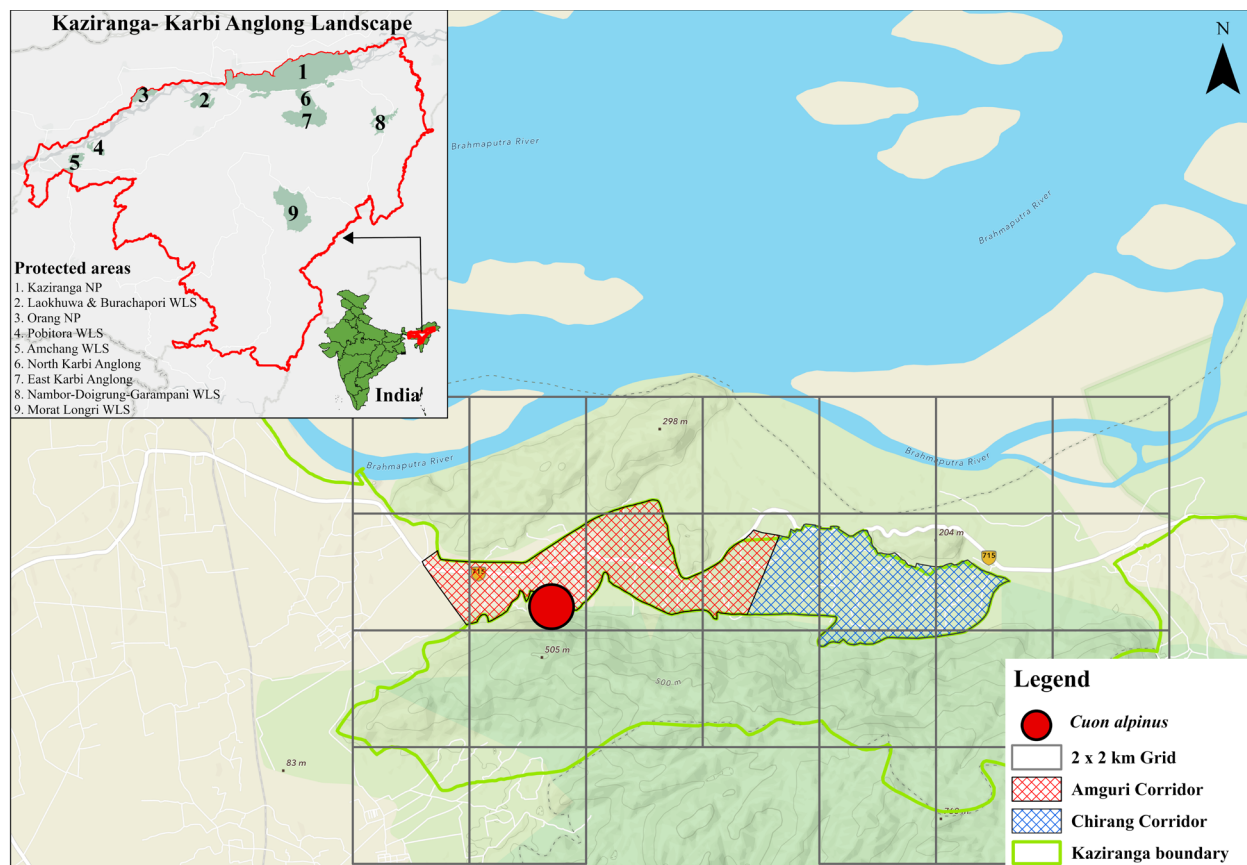 Kaziranga- Karbi Anglong Landscape
1
2
3
4
5
6
7
8
9
Protected areas
1. Kaziranga NP
2. Laokhuwa & Burachapori WLS
3. Orang NP
4. Pobitora WLS
5. Amchang WLS
6. North Karbi Anglong
7. East Karbi Anglong
8. Nambor-Doigrung-Garampani WLS
9. Morat Longri WLS
India
N
Brahmaputra River
Brahmaputra River
298 m
Brahmaputra River
Brahmaputra River
204 m
715
715
505 m
500 m
83 m
760 m
Legend
Cuon alpinus
2 x 2 km Grid
Amguri Corridor
Chirang Corridor
Kaziranga boundary